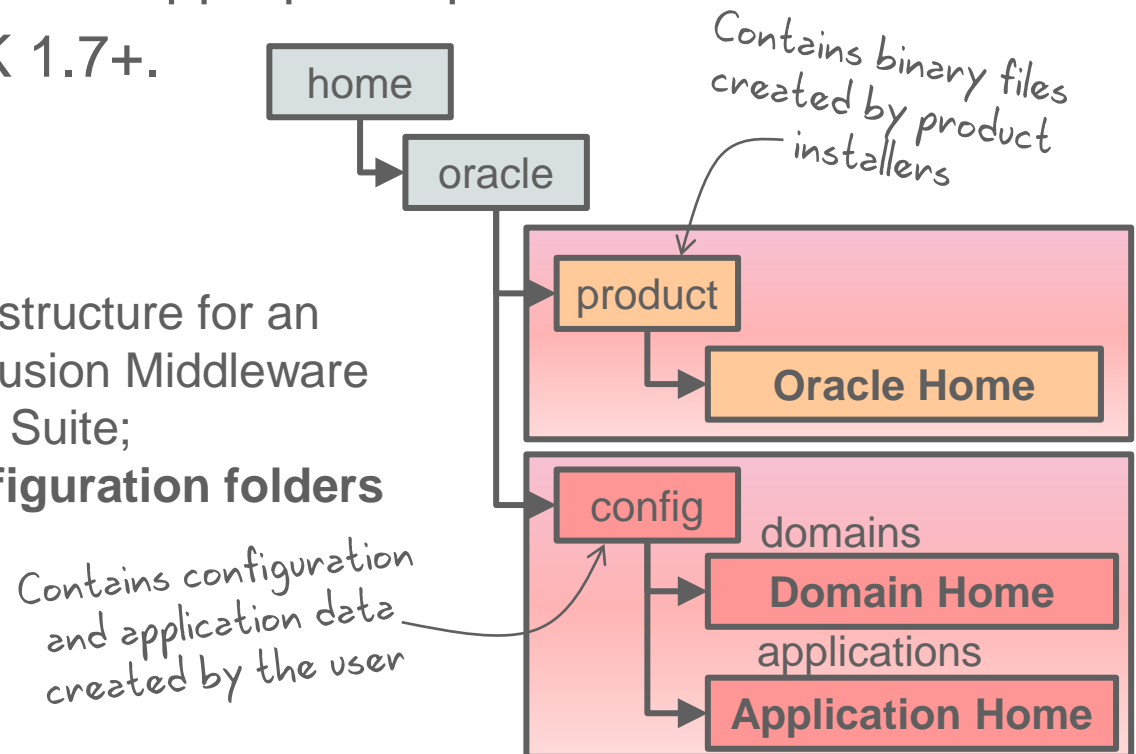 K 1.7+.
home
oracle
Contains binary files
created by product
installers
product
Oracle Home
structure for an
usion Middleware
Suite;
figuration folders
config
domains
Domain Home
applications
Application Home
Contains configuration
and application data
created by the user